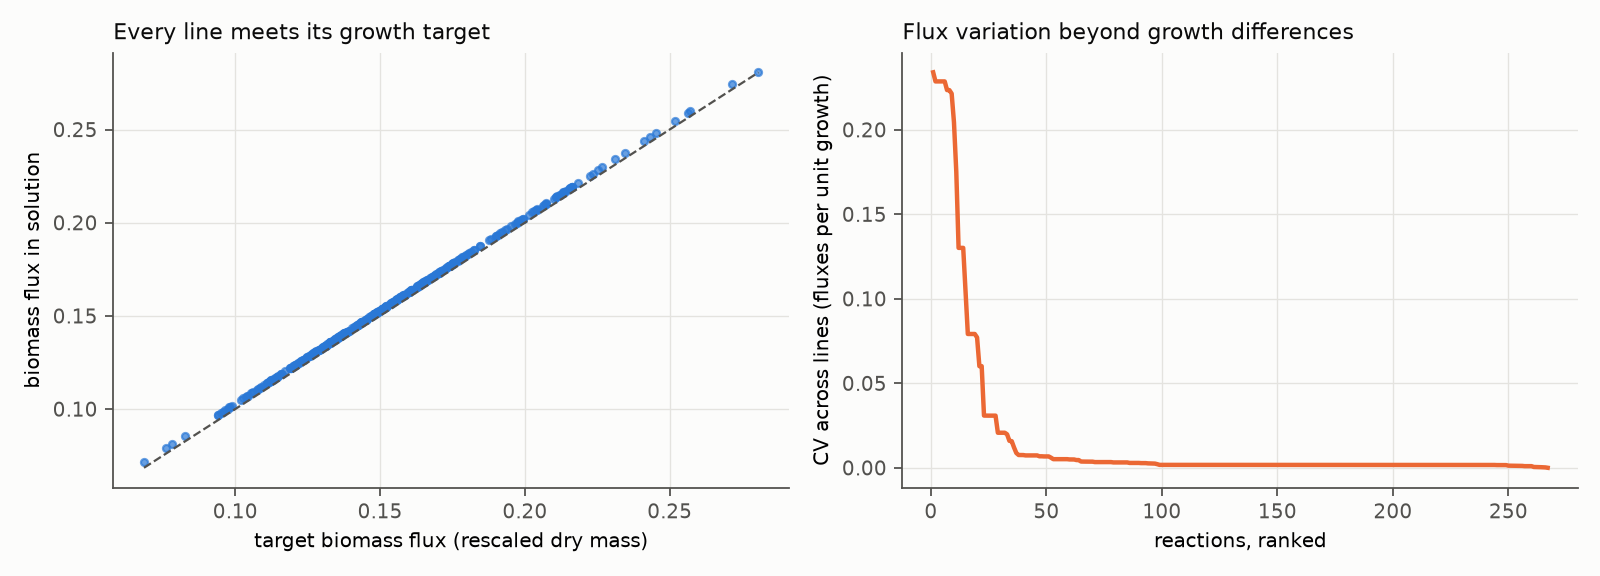 Every line meets its growth target
biomass flux in solution
0.25
0.20
0.15
0.10
0.10 0.15 0.20 0.25
target biomass flux (rescaled dry mass)
Flux variation beyond growth differences
CV across lines (fluxes per unit growth)
0.20
0.15
0.10
0.05
0.00
0 50 100 150 200 250
reactions, ranked